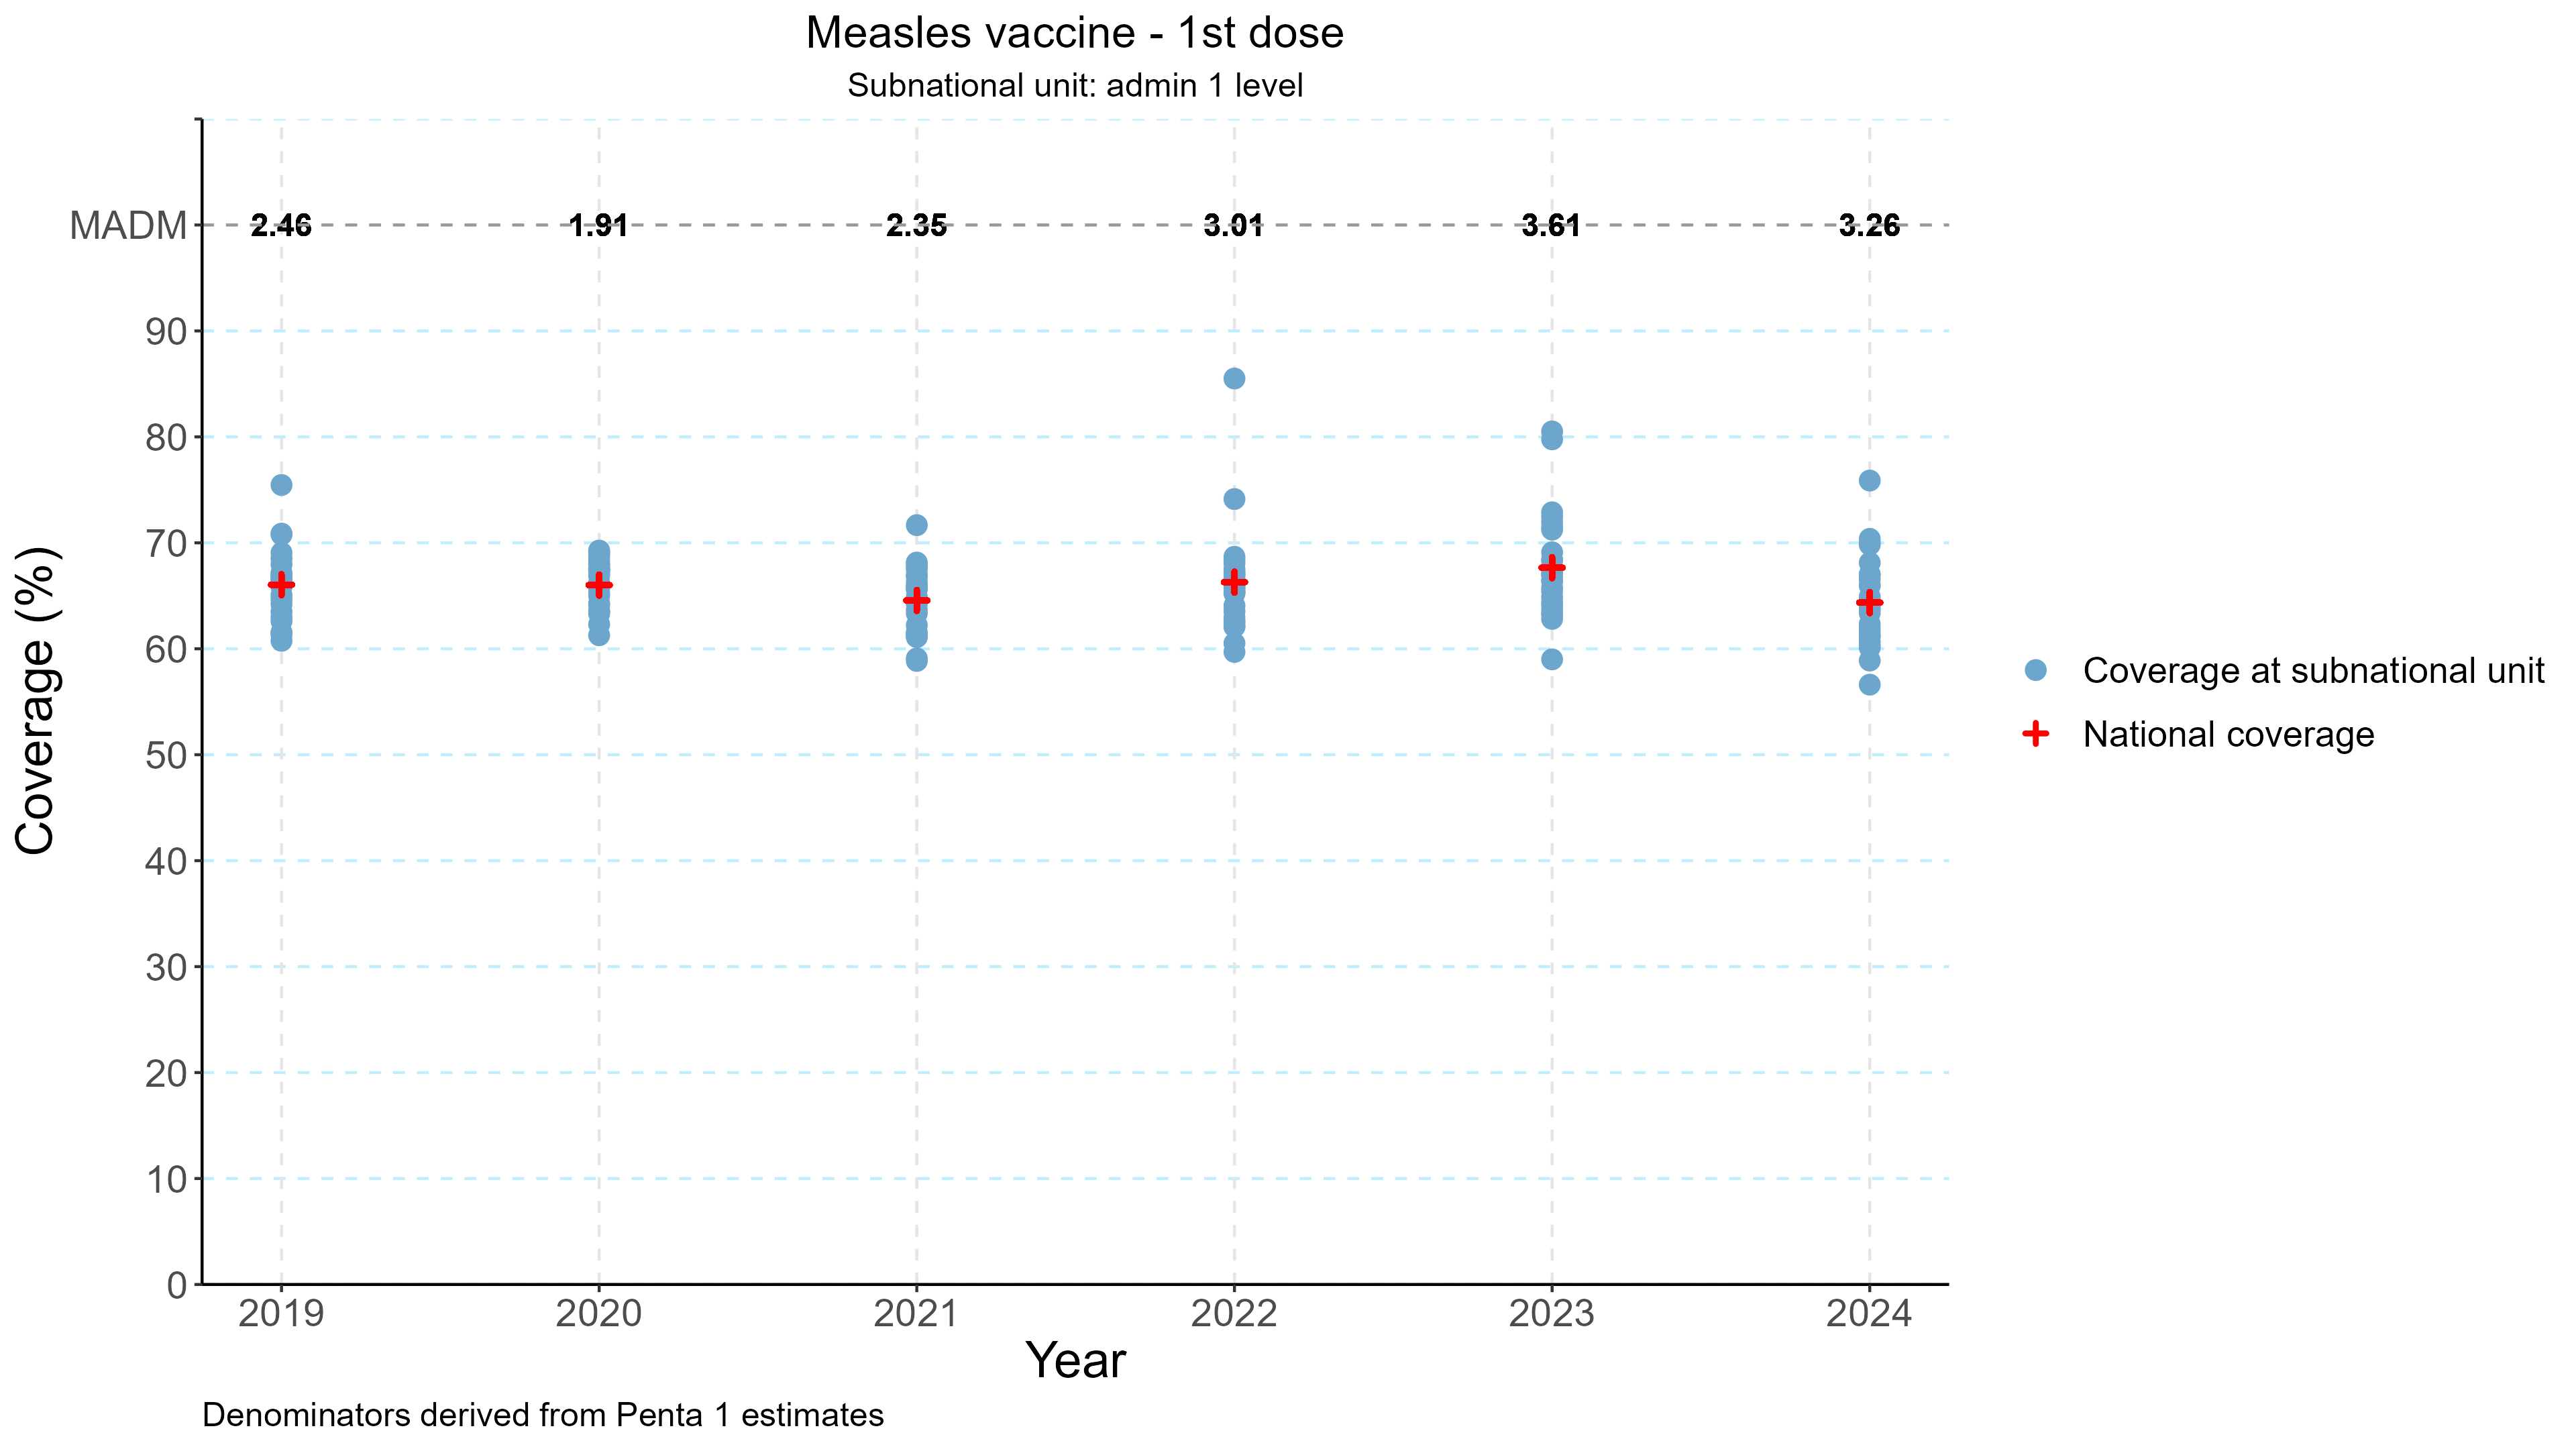 Measles vaccine - 1st dose
Subnational unit: admin 1 level
MADM 2.46 1.91 2.35 3.01 3.61 3.26
90
80
70
60
50
40
30
20
10
0
Coverage (%)
2019 2020 2021 2022 2023 2024
Year
Coverage at subnational unit
National coverage
Denominators derived from Penta 1 estimates